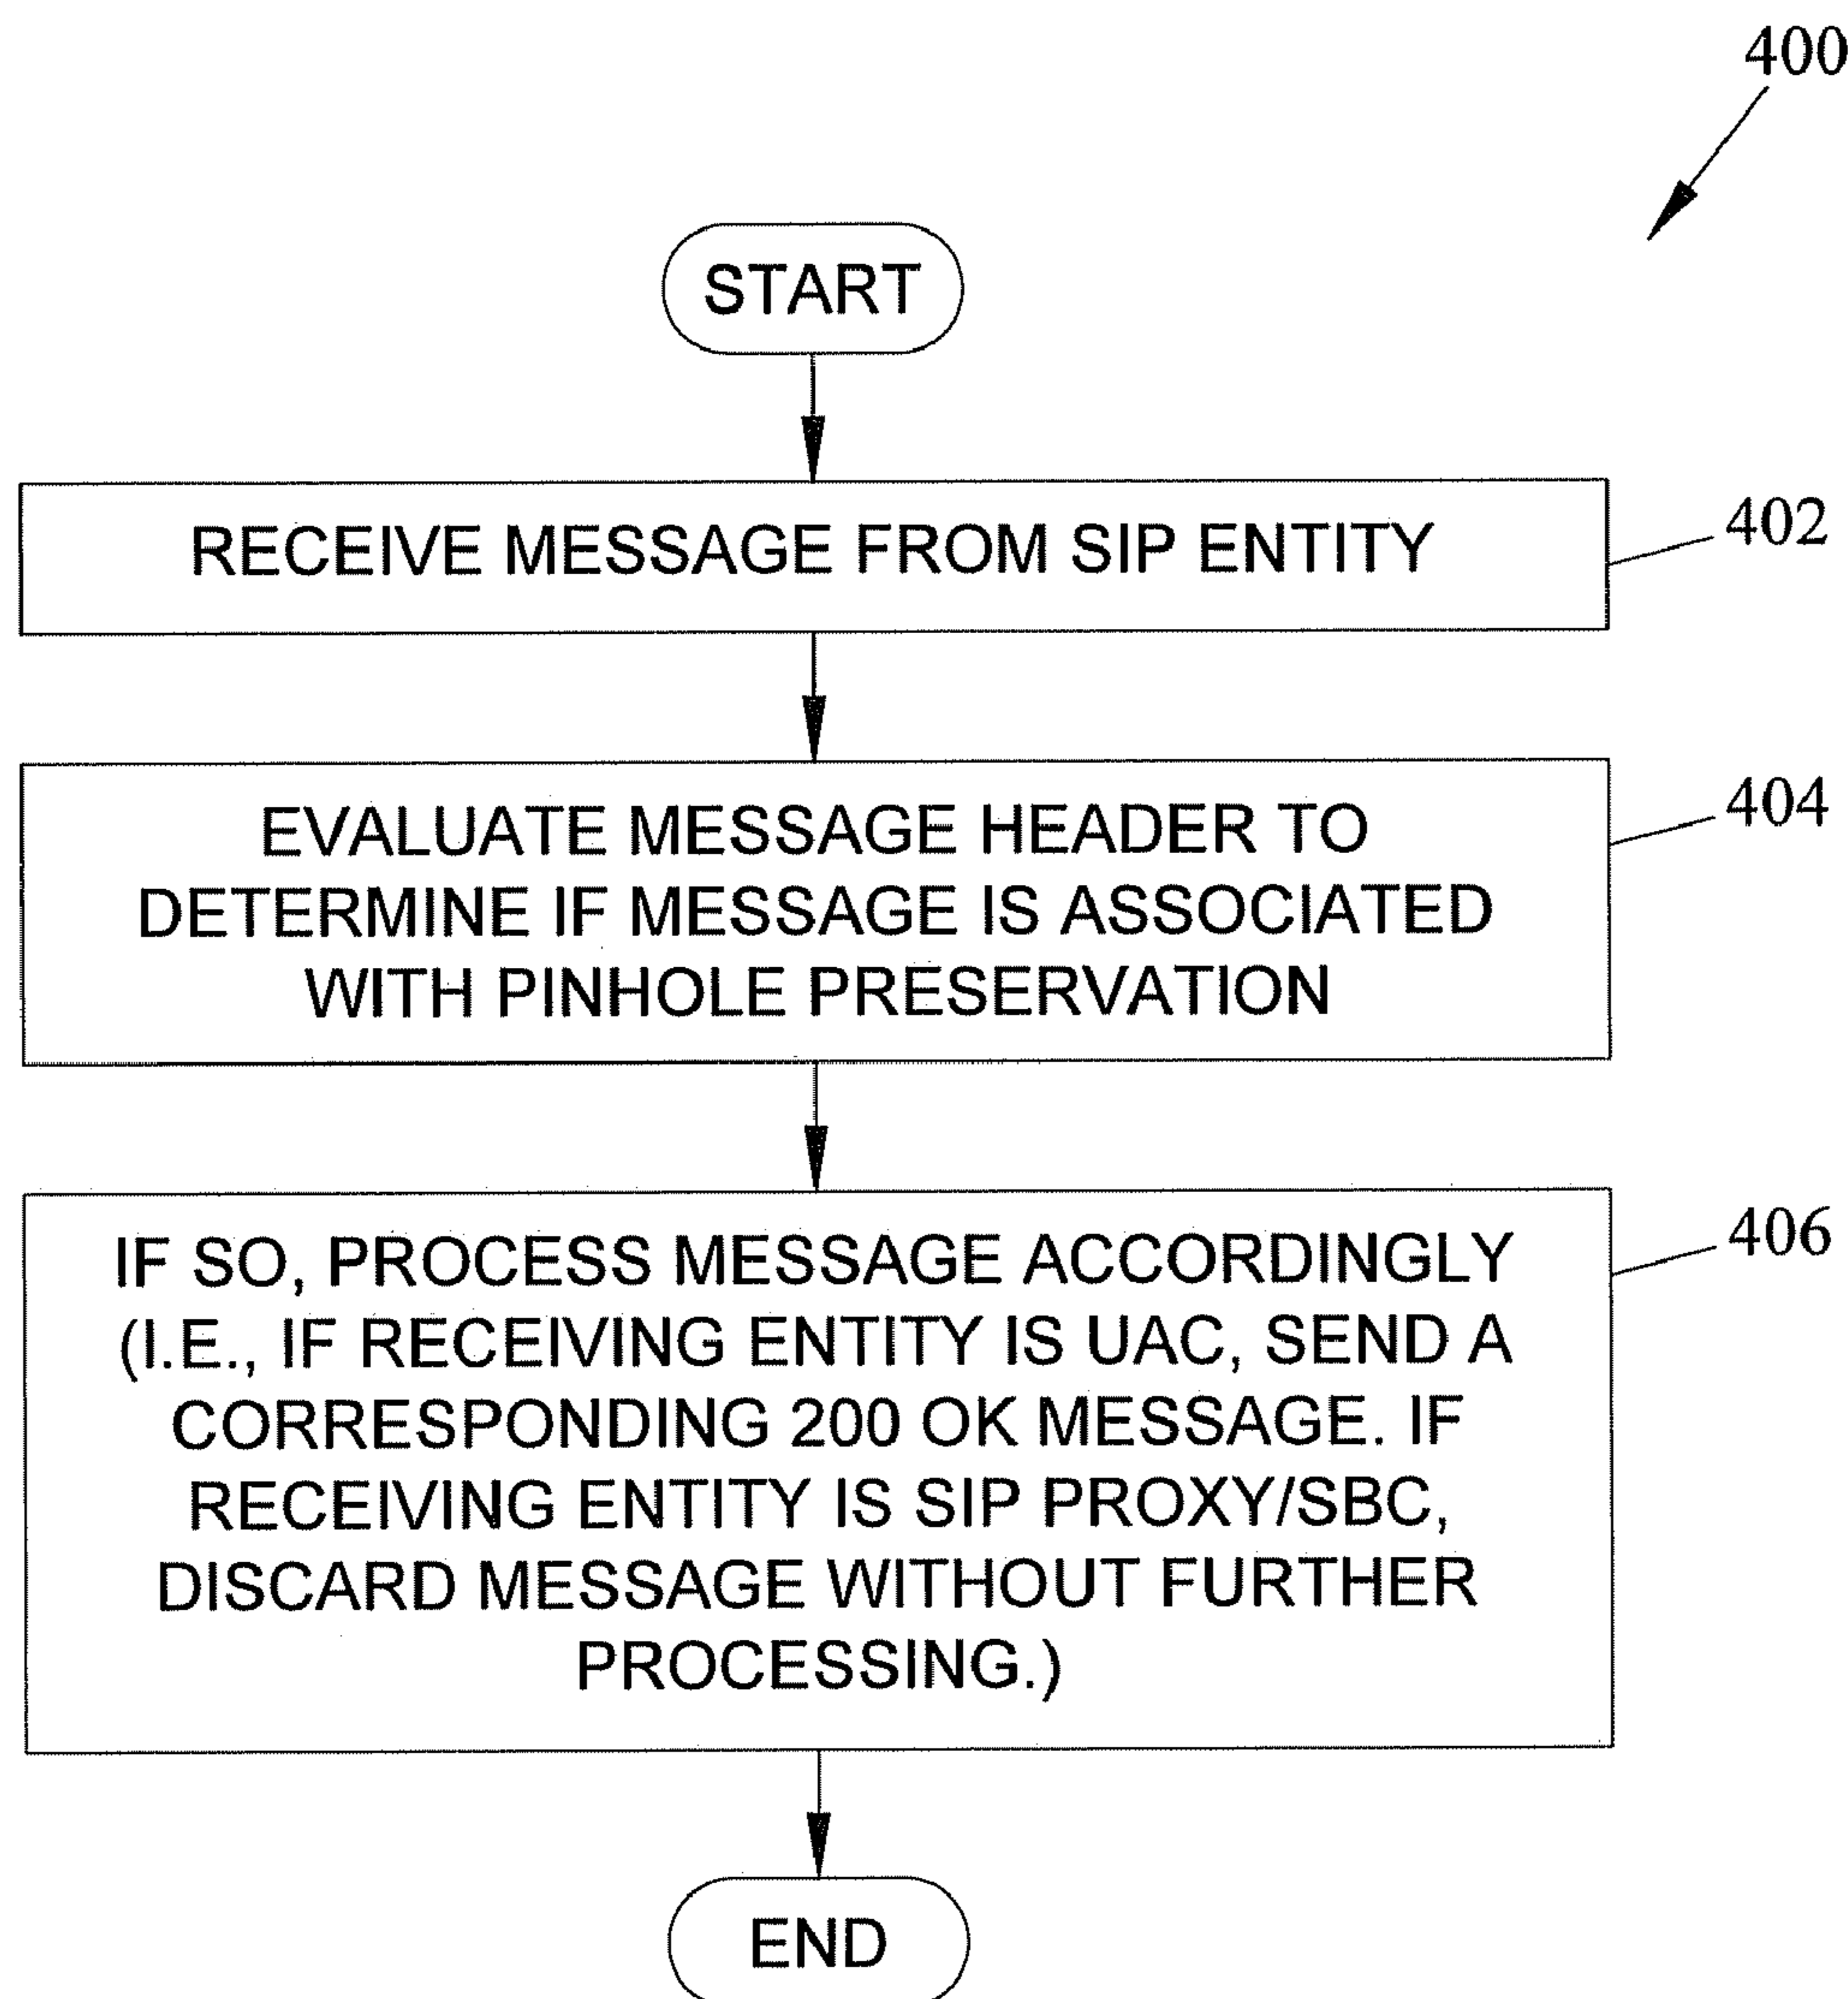 400
START
RECEIVE MESSAGE FROM SIP ENTITY
402
EVALUATE MESSAGE HEADER TO
DETERMINE IF MESSAGE IS ASSOCIATED
WITH PINHOLE PRESERVATION
404
IF SO, PROCESS MESSAGE ACCORDINGLY
(I.E., IF RECEIVING ENTITY IS UAC, SEND A
CORRESPONDING 200 OK MESSAGE. IF
RECEIVING ENTITY IS SIP PROXY/SBC,
DISCARD MESSAGE WITHOUT FURTHER
PROCESSING.)
406
END